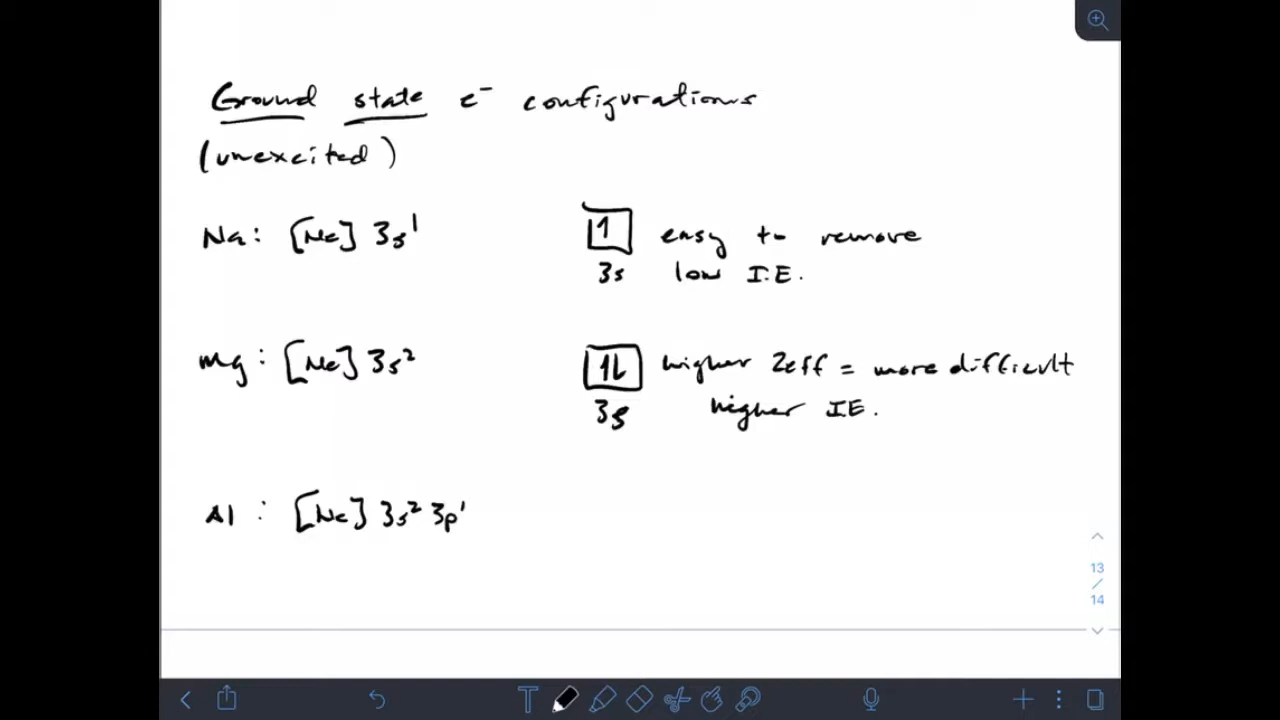 Ground state e⁻ configurations
(unexcited)
Na: [Ne] 3s¹
1
easy to remove
3s
low I.E.
Mg: [Ne] 3s²
1L
higher Zeff = more difficult
3s
higher IE.
Al : [Ne] 3s² 3p¹
13
/
14
T